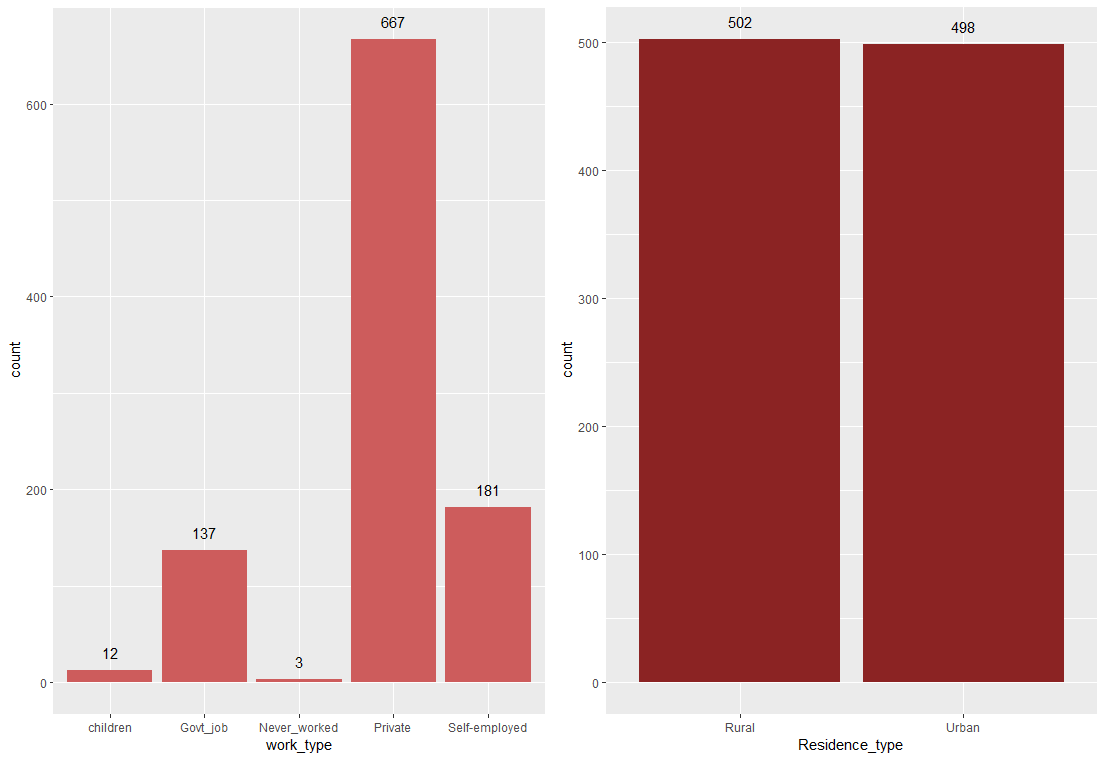 667
600
400
count
200
181
137
12
3
0
children Govt_job Never_worked Private Self-employed
work_type
502
498
500
400
count
300
200
100
0
Rural Urban
Residence_type